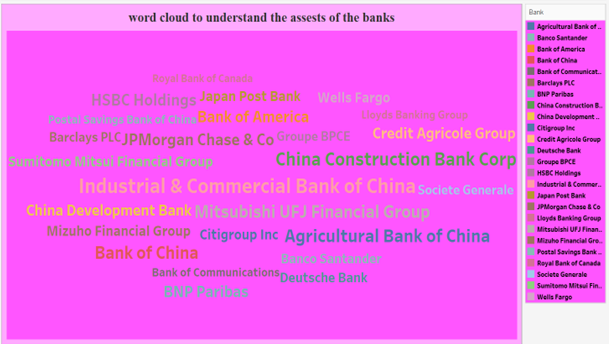 word cloud to understand the assests of the banks
Royal Bank of Canada
HSBC Holdings Japan Post Bank Wells Fargo
Postal Savings Bank of China Bank of America Lloyds Banking Group
Barclays PLC JPMorgan Chase & Co Groupe BPCE Credit Agricole Group
Sumitomo Mitsui Financial Group China Construction Bank Corp
Industrial & Commercial Bank of China Societe Generale
China Development Bank Mitsubishi UFJ Financial Group
Mizuho Financial Group Citigroup Inc Agricultural Bank of China
Bank of China Banco Santander
Bank of Communications Deutsche Bank
BNP Paribas
Bank
Agricultural Bank of ..
Banco Santander
Bank of America
Bank of China
Bank of Communicat..
Barclays PLC
BNP Paribas
China Construction B..
China Development ..
Citigroup Inc
Credit Agricole Group
Deutsche Bank
Groupe BPCE
HSBC Holdings
Industrial & Commer..
Japan Post Bank
JPMorgan Chase & Co
Lloyds Banking Group
Mitsubishi UFJ Finan..
Mizuho Financial Gro..
Postal Savings Bank ..
Royal Bank of Canada
Societe Generale
Sumitomo Mitsui Fin..
Wells Fargo